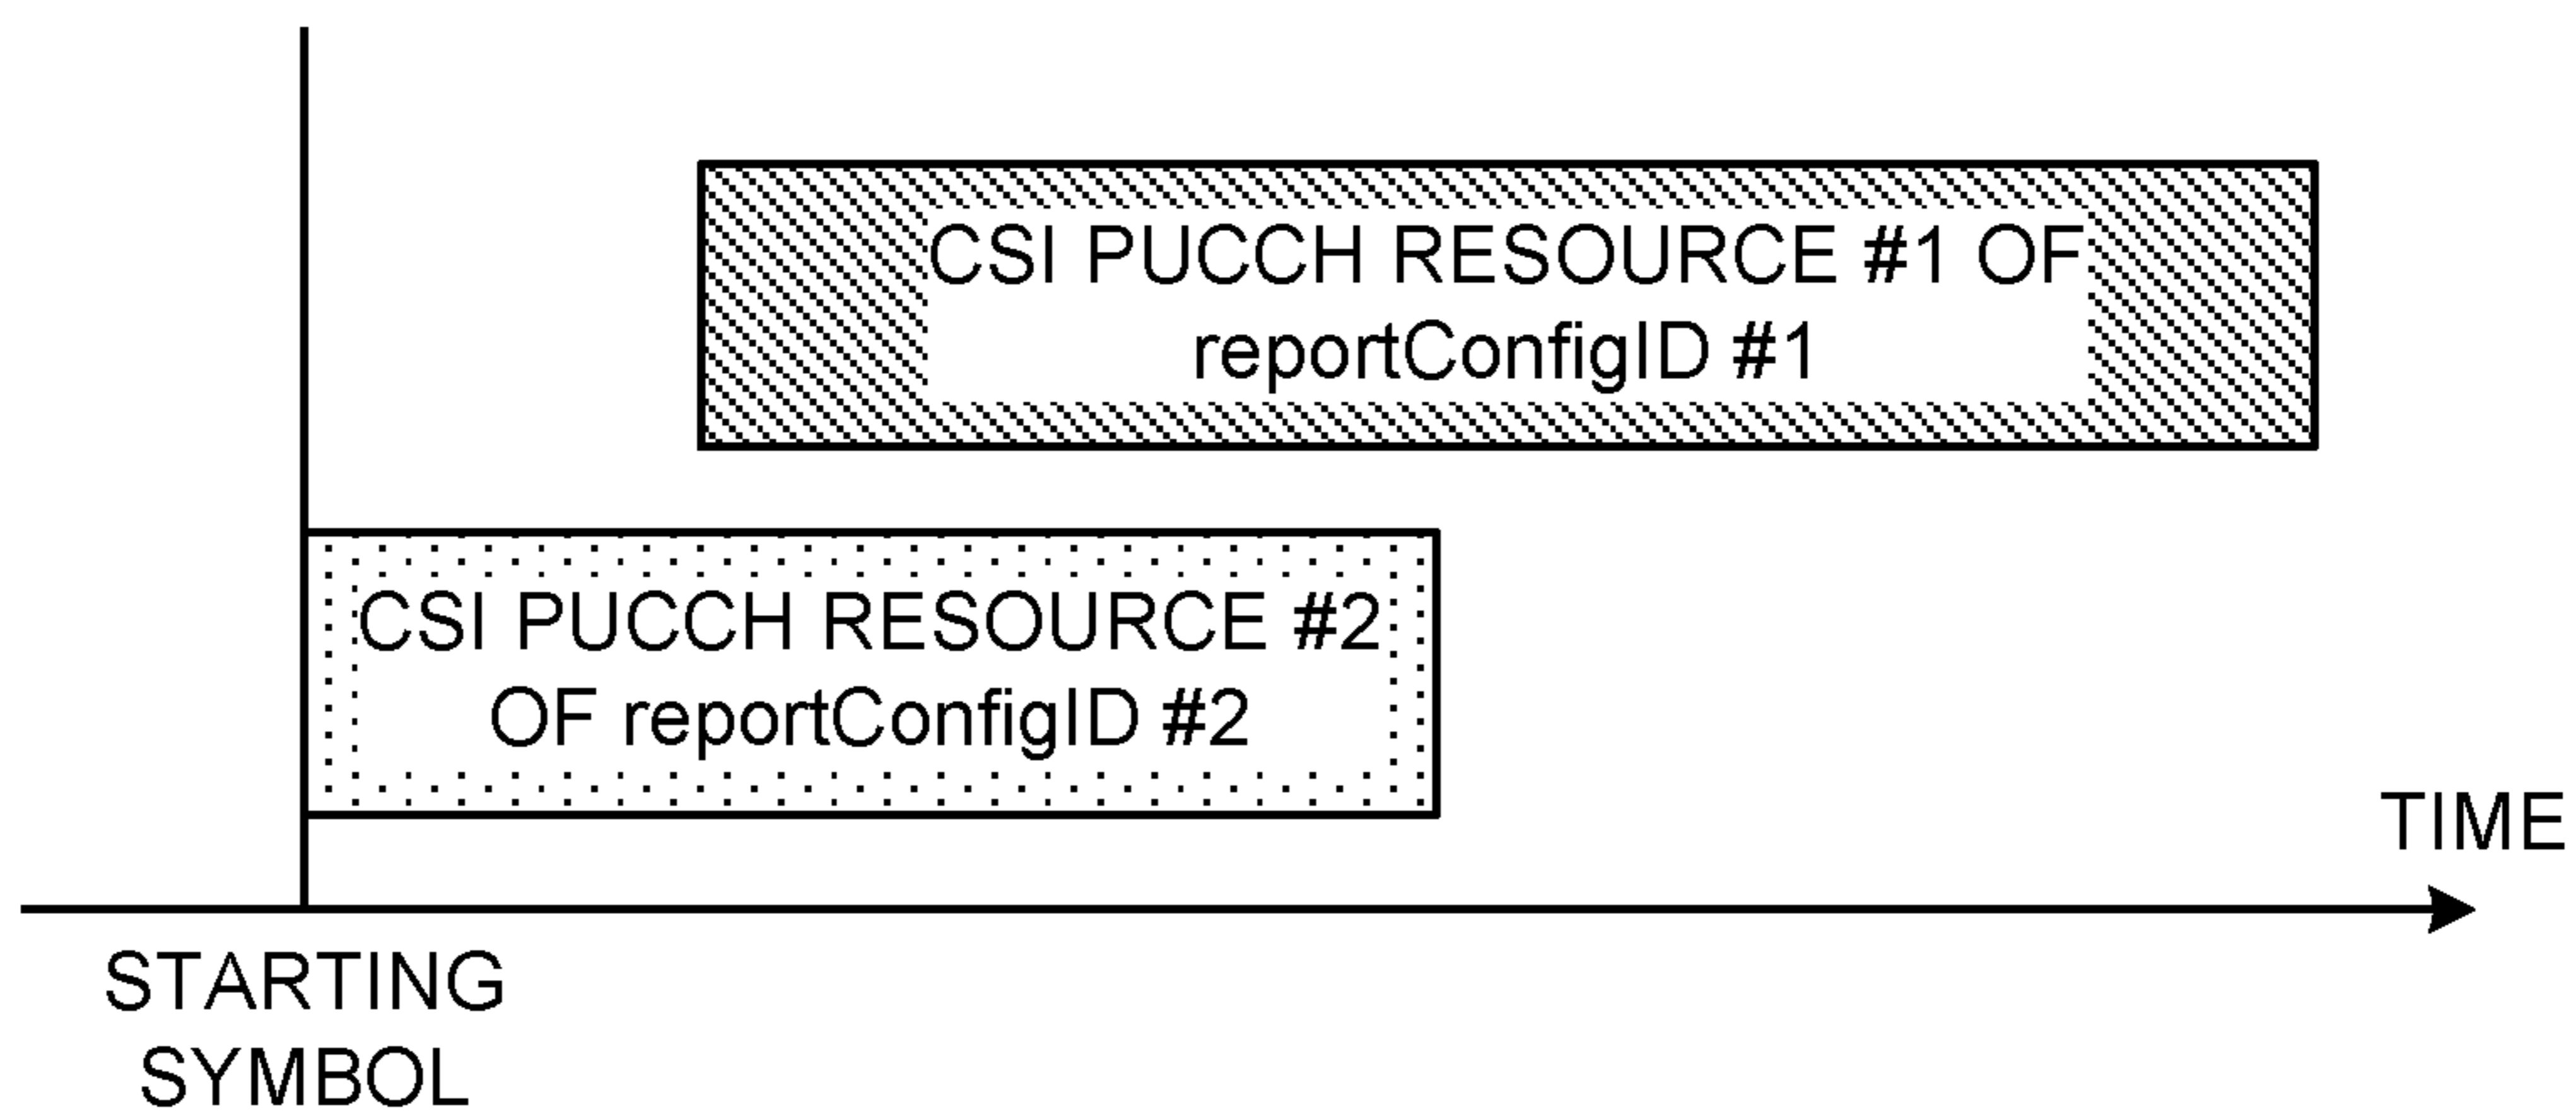 CSI PUCCH RESOURCE #1 OF
reportConfigID #1
CSI PUCCH RESOURCE #2
OF reportConfigID #2
TIME
STARTING
SYMBOL